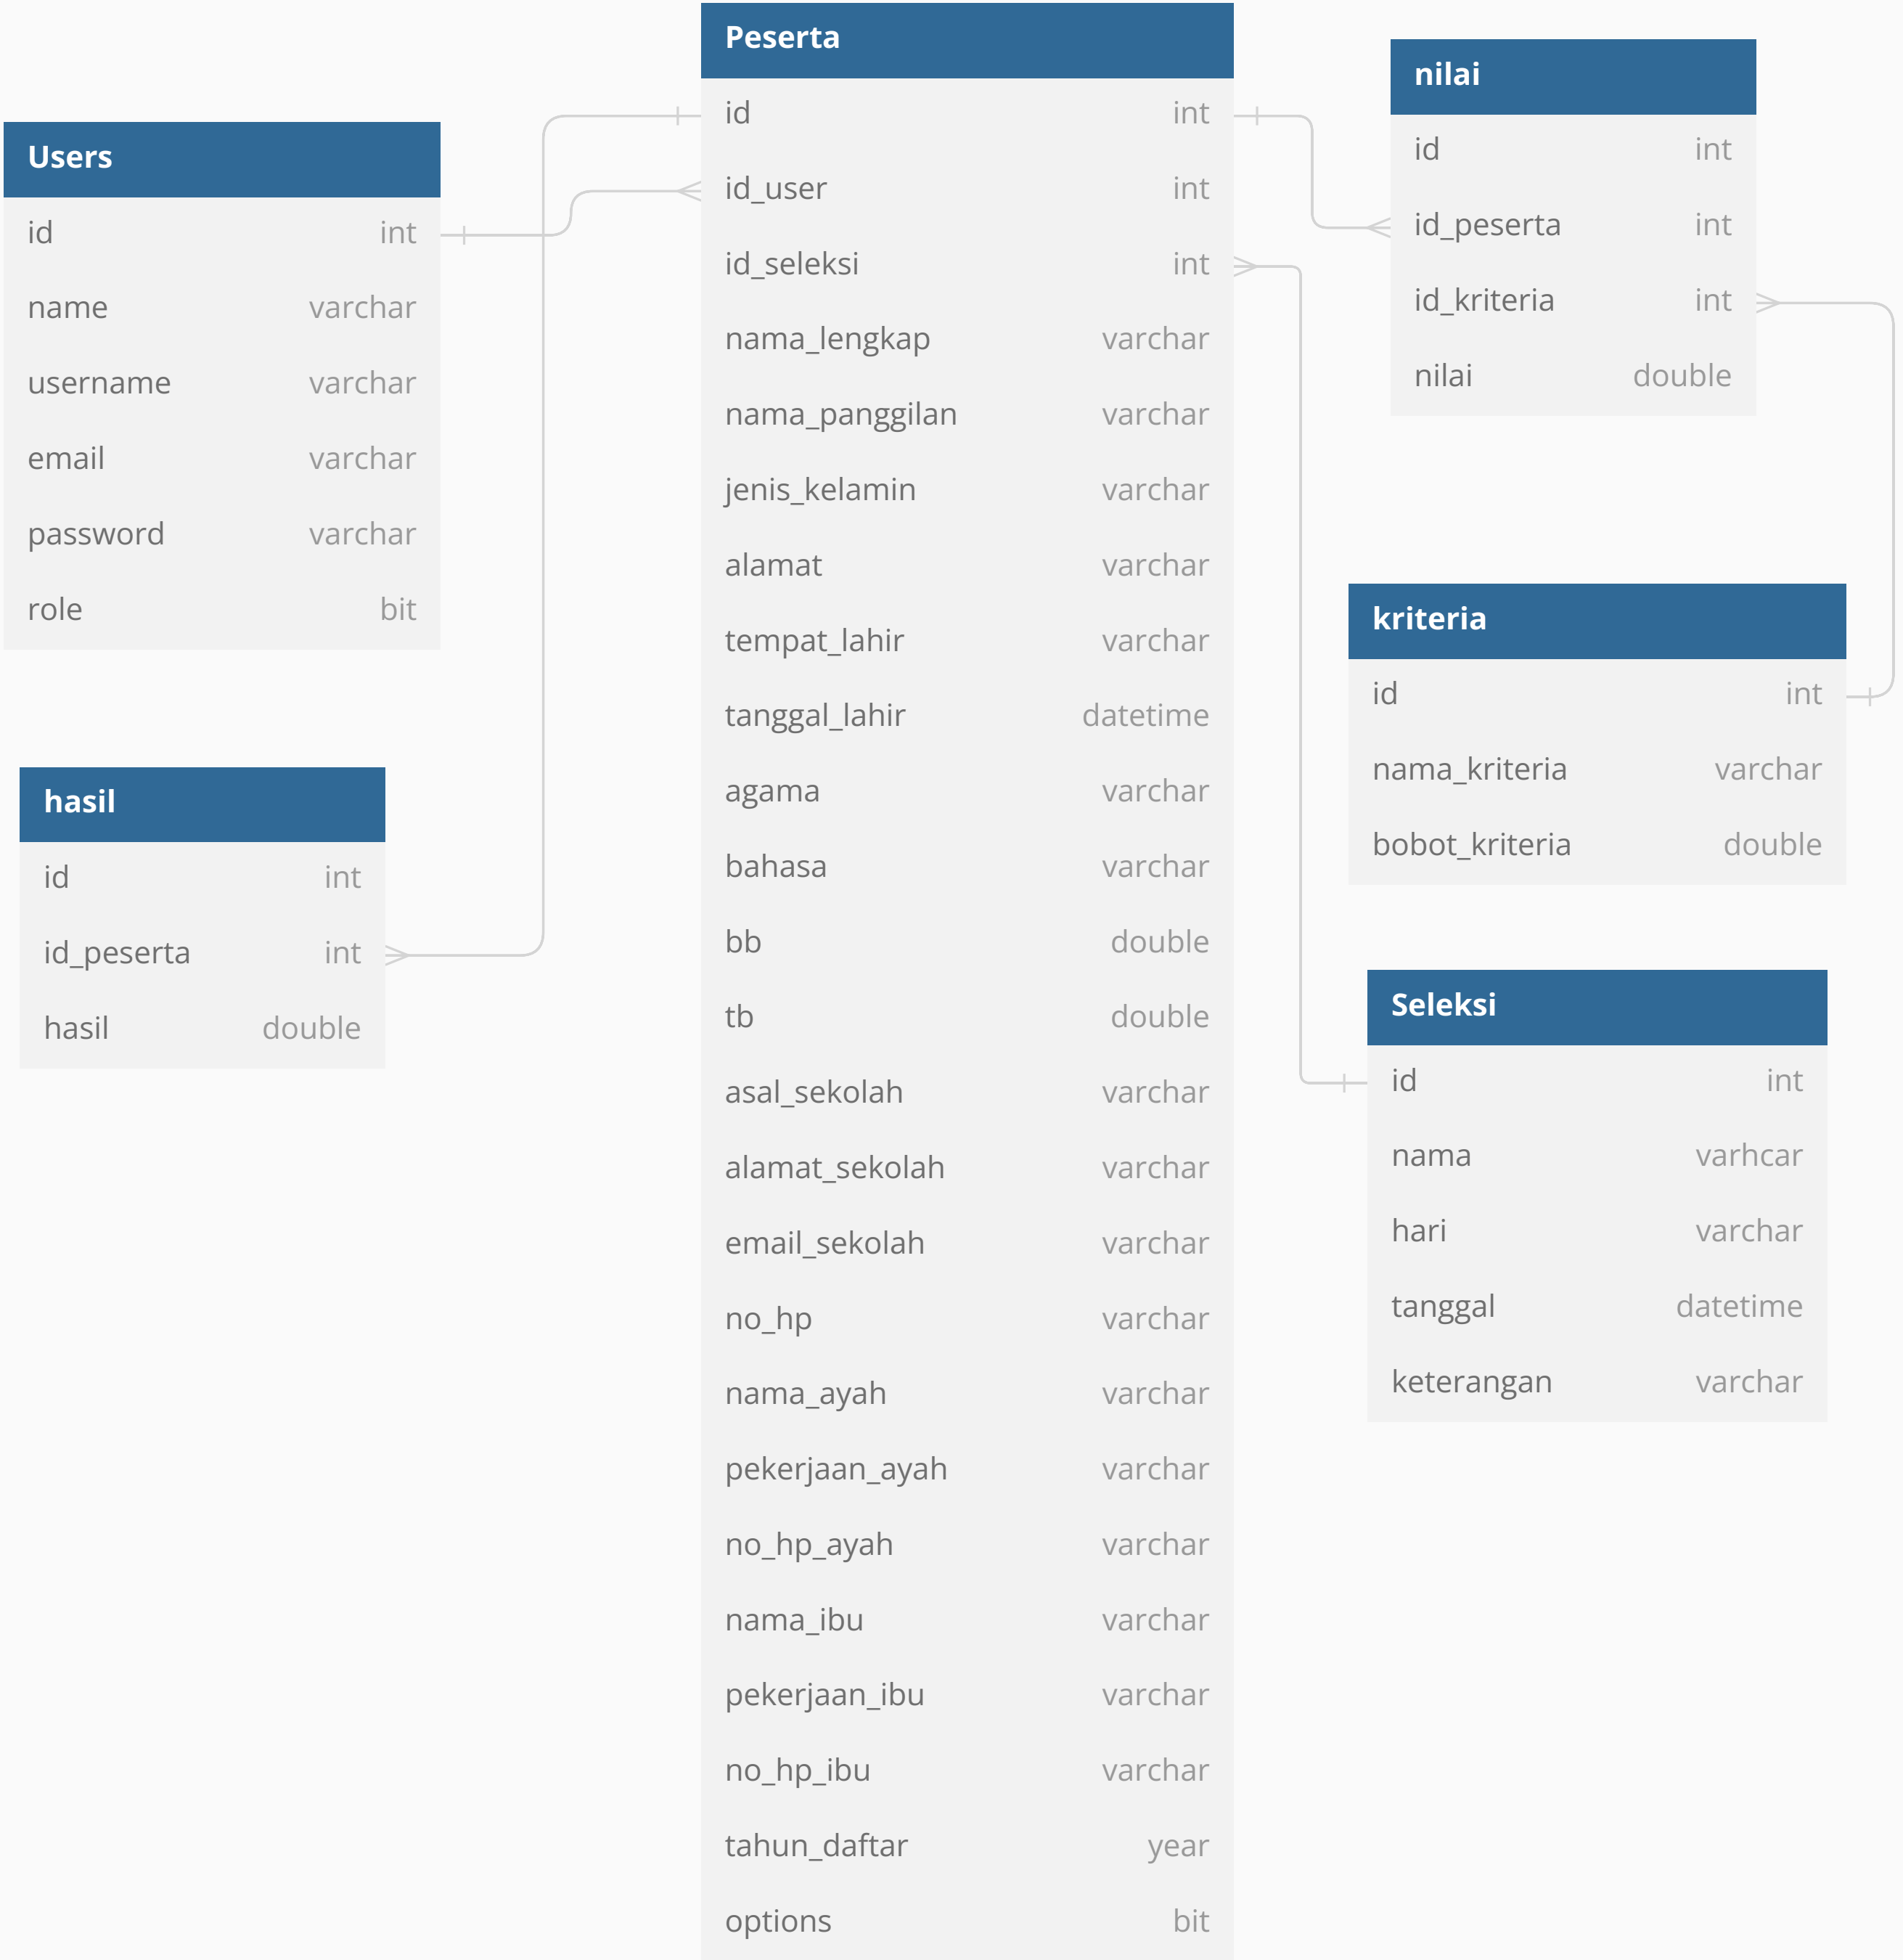 Users
id int
name varchar
username varchar
email varchar
password varchar
role bit
hasil
id int
id_peserta int
hasil double
Peserta
id int
id_user int
id_seleksi int
nama_lengkap varchar
nama_panggilan varchar
jenis_kelamin varchar
alamat varchar
tempat_lahir varchar
tanggal_lahir datetime
agama varchar
bahasa varchar
bb double
tb double
asal_sekolah varchar
alamat_sekolah varchar
email_sekolah varchar
no_hp varchar
nama_ayah varchar
pekerjaan_ayah varchar
no_hp_ayah varchar
nama_ibu varchar
pekerjaan_ibu varchar
no_hp_ibu varchar
tahun_daftar year
options bit
nilai
id int
id_peserta int
id_kriteria int
nilai double
kriteria
id int
nama_kriteria varchar
bobot_kriteria double
Seleksi
id int
nama varhcar
hari varchar
tanggal datetime
keterangan varchar